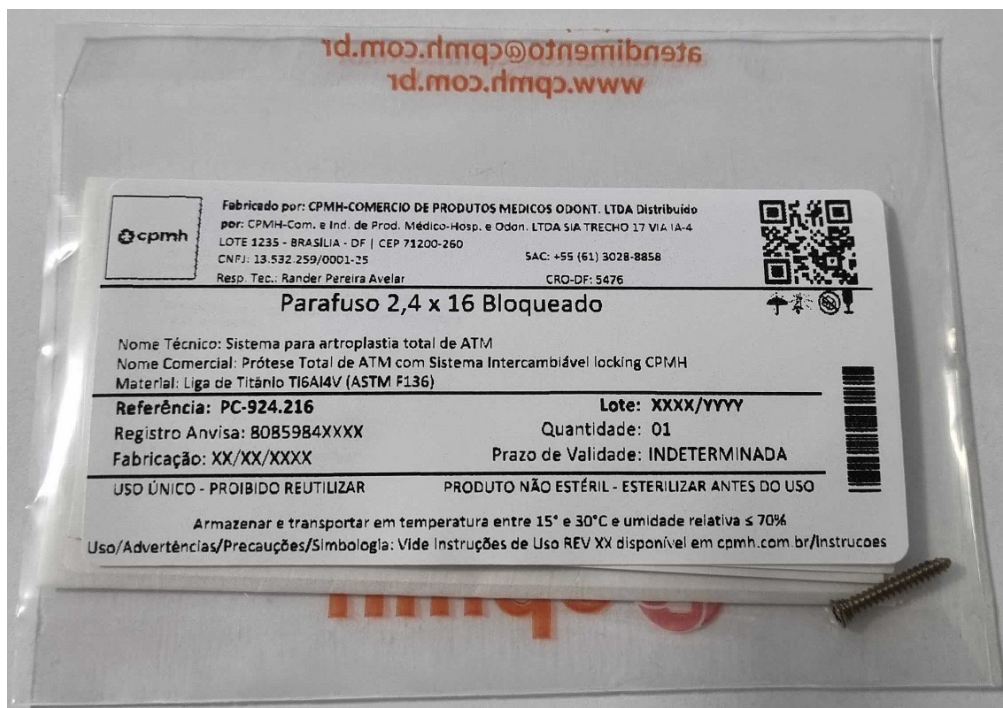 atendimento@cpmh.com.br
www.cpmh.com.br
cpmh
Fabricado por: CPMH-COMERCIO DE PRODUTOS MEDICOS ODONT. LTDA Distribuído
por: CPMH-Com. e Ind. de Prod. Médico-Hosp. e Odon. LTDA SIA TRECHO 17 VIA IA-4
LOTE 1235 - BRASÍLIA - DF | CEP 71200-260
CNPJ: 13.532.259/0001-25 SAC: +55 (61) 3028-8858
Resp. Tec.: Rander Pereira Avelar CRO-DF: 5476
Parafuso 2,4 x 16 Bloqueado
Nome Técnico: Sistema para artroplastia total de ATM
Nome Comercial: Prótese Total de ATM com Sistema Intercambiável locking CPMH
Material: Liga de Titânio TI6Al4V (ASTM F136)
Referência: PC-924.216 Lote: XXXX/YYYY
Registro Anvisa: 8085984XXXX Quantidade: 01
Fabricação: XX/XX/XXXX Prazo de Validade: INDETERMINADA
USO ÚNICO - PROIBIDO REUTILIZAR PRODUTO NÃO ESTÉRIL - ESTERILIZAR ANTES DO USO
Armazenar e transportar em temperatura entre 15° e 30°C e umidade relativa ≤ 70%
Uso/Advertências/Precauções/Simbologia: Vide Instruções de Uso REV XX disponível em cpmh.com.br/Instrucoes
cpmh